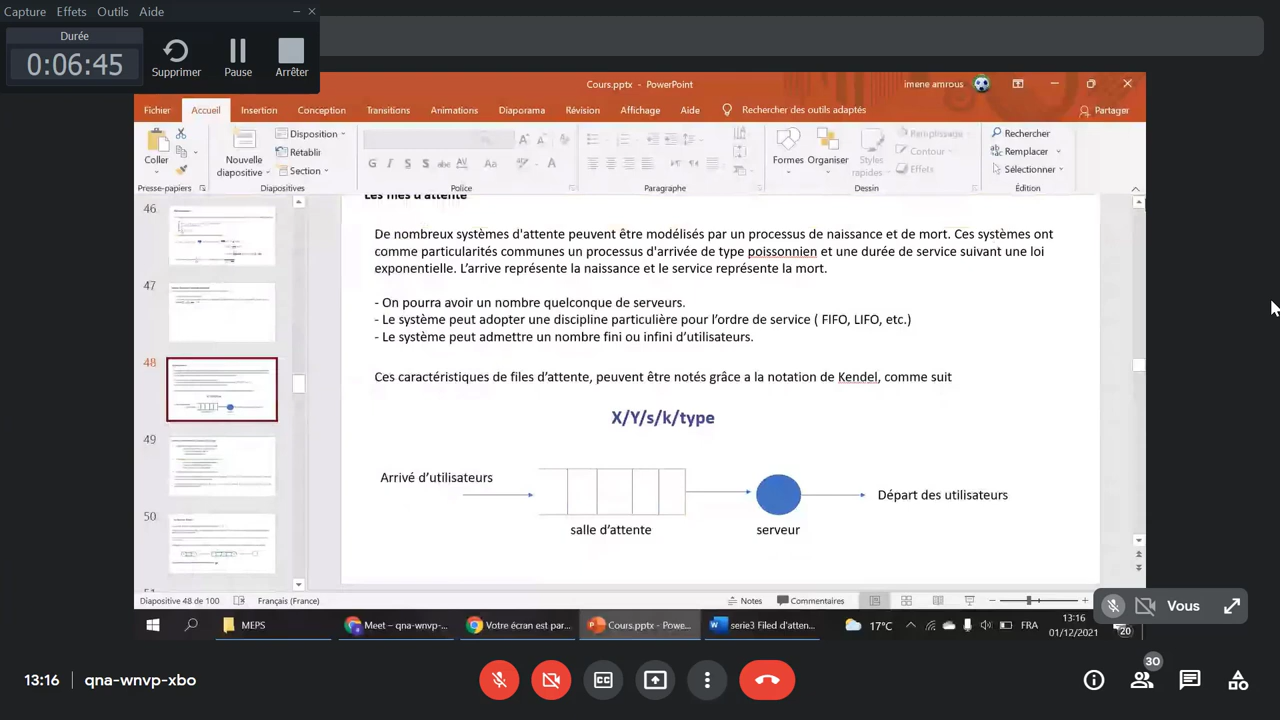 Capture Effets Outils Aide
Durée
0:06:45
Supprimer Pause Arrêter
Cours.pptx - PowerPoint
imene amrous
Fichier Accueil Insertion Conception Transitions Animations Diaporama Révision Affichage Aide Rechercher des outils adaptés Partager
Coller
Nouvelle
diapositive
Disposition
Rétablir
Section
Formes Organiser Styles
rapides
Remplissage
Contour
Effets
Rechercher
Remplacer
Sélectionner
Presse-papiers Diapositives Police Paragraphe Dessin Édition
46
47
48
49
50
Les files d'attente
De nombreux systèmes d'attente peuvent être modélisés par un processus de naissance et de mort. Ces systèmes ont
comme particularités communes un processus d'arrivée de type poissonnien et une durée de service suivant une loi
exponentielle. L'arrive représente la naissance et le service représente la mort.
- On pourra avoir un nombre quelconque de serveurs.
- Le système peut adopter une discipline particulière pour l'ordre de service ( FIFO, LIFO, etc.)
- Le système peut admettre un nombre fini ou infini d'utilisateurs.
Ces caractéristiques de files d'attente, peuvent être notés grâce a la notation de Kendel, comme suit
X/Y/s/k/type
Arrivé d'utilisateurs
Départ des utilisateurs
salle d'attente
serveur
Diapositive 48 de 100 Français (France) Notes Commentaires
Vous
MEPS
Meet – qna-wnvp-...
Votre écran est par...
Cours.pptx - Powe...
serie3 Filed d'atten...
17°C
FRA
13:16
01/12/2021
20
13:16 | qna-wnvp-xbo
30